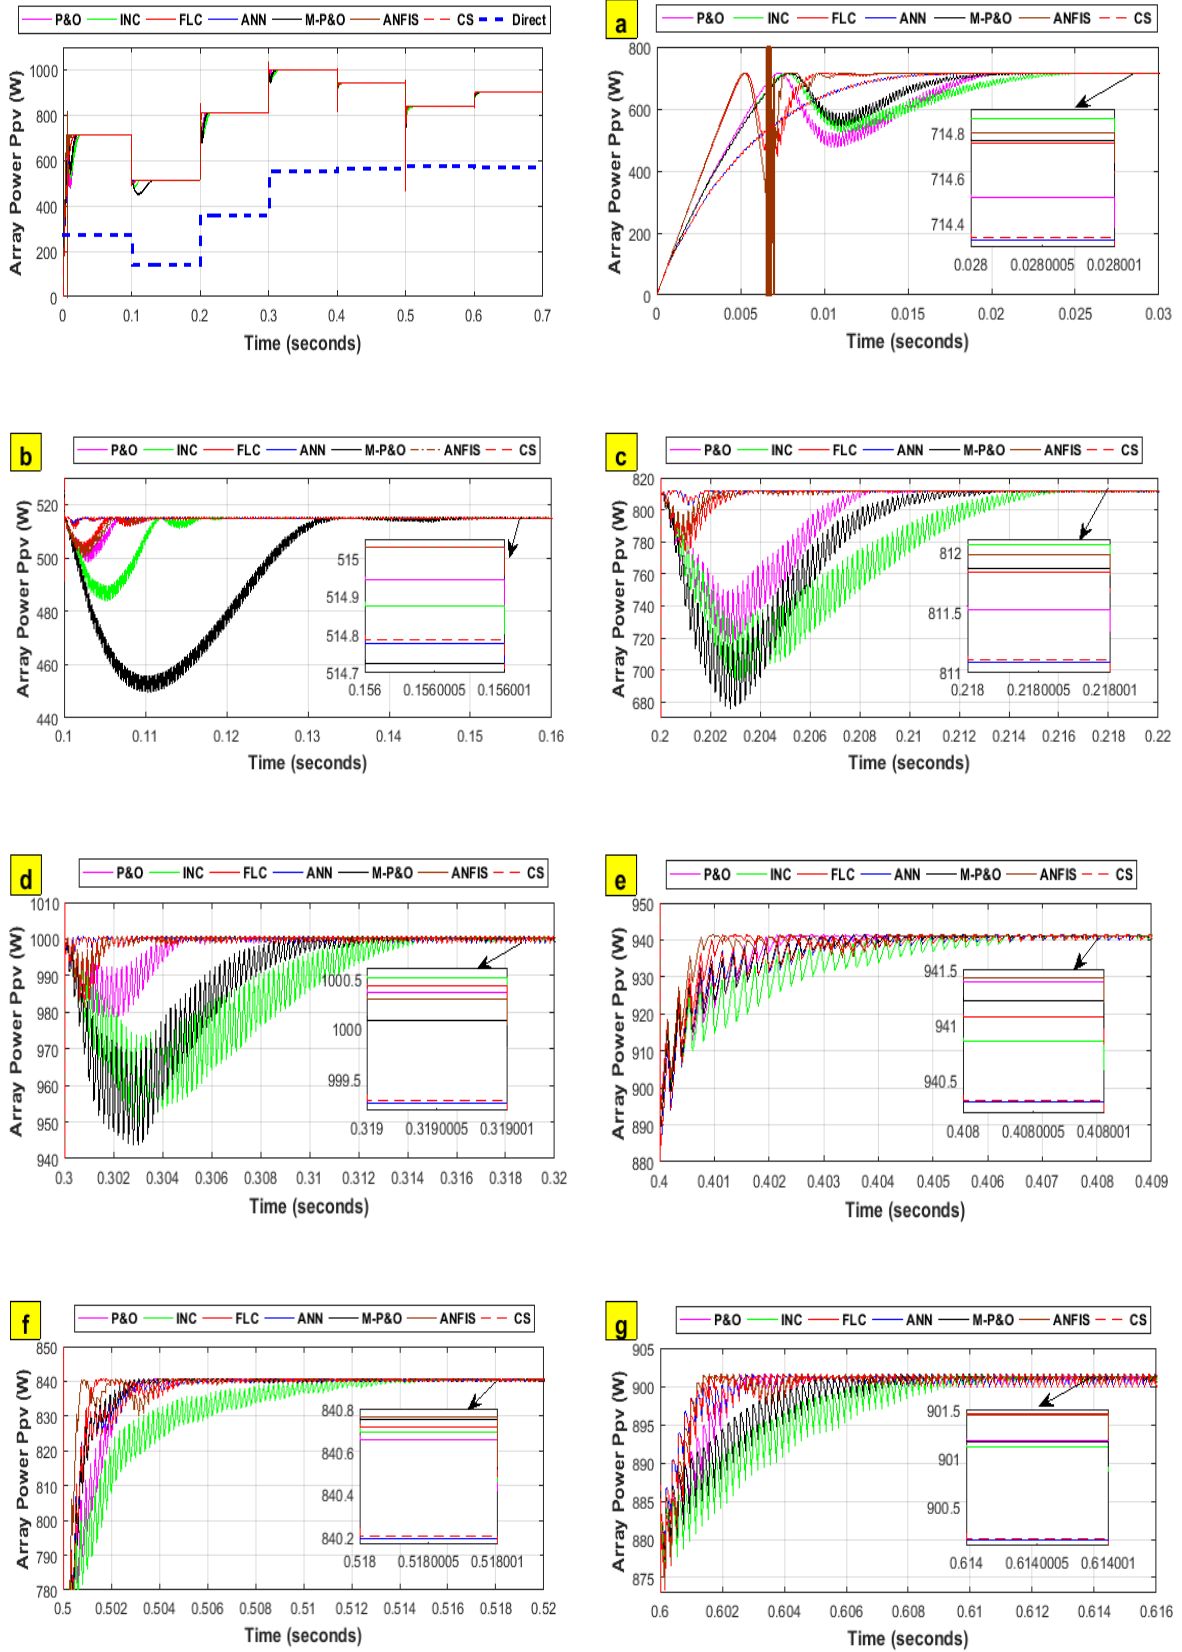 P&O INC FLC ANN M-P&O ANFIS CS Direct
Array Power Ppv (W)
1000
800
600
400
200
0
0 0.1 0.2 0.3 0.4 0.5 0.6 0.7
Time (seconds)
a
P&O INC FLC ANN M-P&O ANFIS CS
Array Power Ppv (W)
800
600
400
200
0
714.8
714.6
714.4
0.028 0.0280005 0.028001
0 0.005 0.01 0.015 0.02 0.025 0.03
Time (seconds)
b
P&O INC FLC ANN M-P&O ANFIS CS
Array Power Ppv (W)
520
500
480
460
440
515
514.9
514.8
514.7
0.156 0.1560005 0.156001
0.1 0.11 0.12 0.13 0.14 0.15 0.16
Time (seconds)
c
P&O INC FLC ANN M-P&O ANFIS CS
Array Power Ppv (W)
820
800
780
760
740
720
700
680
812
811.5
811
0.218 0.2180005 0.218001
0.2 0.202 0.204 0.206 0.208 0.21 0.212 0.214 0.216 0.218 0.22
Time (seconds)
d
P&O INC FLC ANN M-P&O ANFIS CS
Array Power Ppv (W)
1010
1000
990
980
970
960
950
940
1000.5
1000
999.5
0.319 0.3190005 0.319001
0.3 0.302 0.304 0.306 0.308 0.31 0.312 0.314 0.316 0.318 0.32
Time (seconds)
e
P&O INC FLC ANN M-P&O ANFIS CS
Array Power Ppv (W)
950
940
930
920
910
900
890
880
941.5
941
940.5
0.408 0.4080005 0.408001
0.4 0.401 0.402 0.403 0.404 0.405 0.406 0.407 0.408 0.409
Time (seconds)
f
P&O INC FLC ANN M-P&O ANFIS CS
Array Power Ppv (W)
850
840
830
820
810
800
790
780
840.8
840.6
840.4
840.2
0.518 0.5180005 0.518001
0.5 0.502 0.504 0.506 0.508 0.51 0.512 0.514 0.516 0.518 0.52
Time (seconds)
g
P&O INC FLC ANN M-P&O ANFIS CS
Array Power Ppv (W)
905
900
895
890
885
880
875
901.5
901
900.5
0.614 0.6140005 0.614001
0.6 0.602 0.604 0.606 0.608 0.61 0.612 0.614 0.616
Time (seconds)